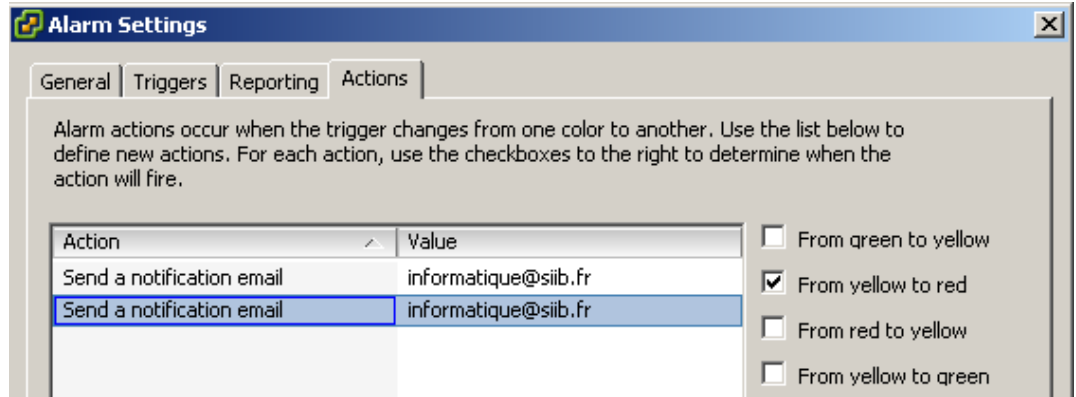 Alarm Settings
General Triggers Reporting Actions
Alarm actions occur when the trigger changes from one color to another. Use the list below to
define new actions. For each action, use the checkboxes to the right to determine when the
action will fire.
Action Value
Send a notification email informatique@siib.fr
Send a notification email informatique@siib.fr
From green to yellow
From yellow to red
From red to yellow
From yellow to green